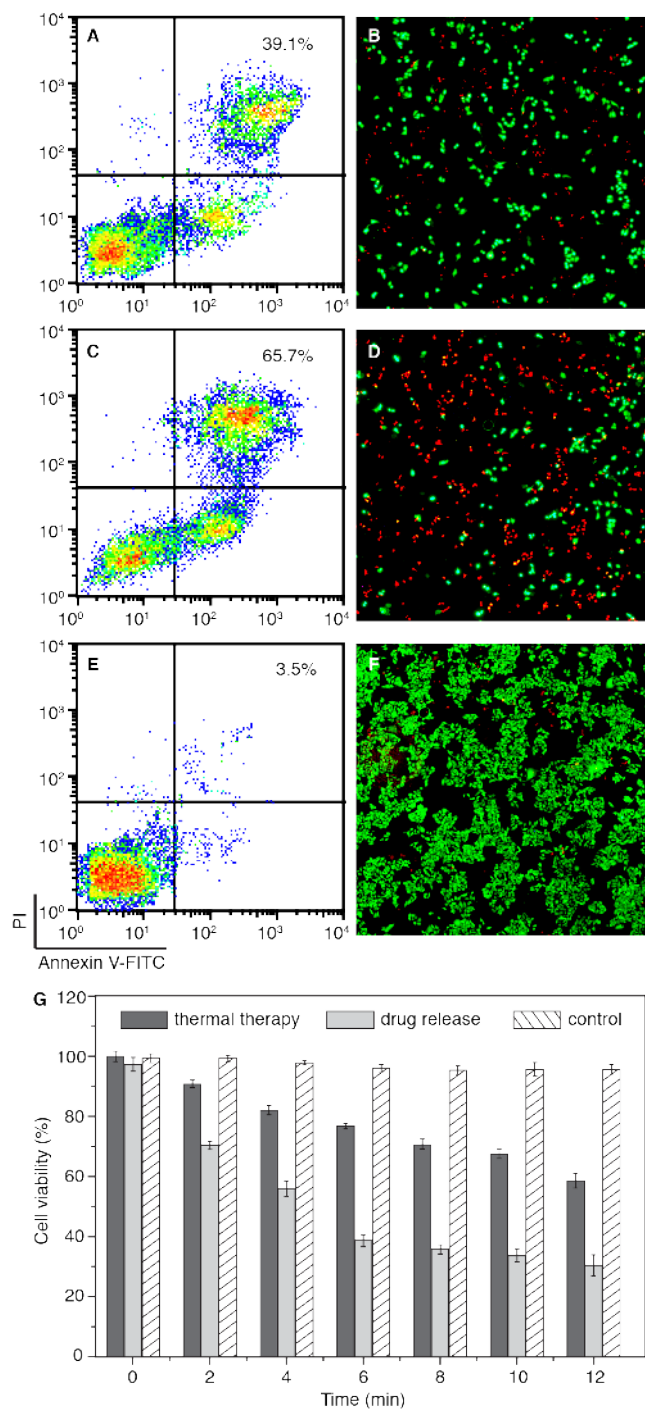 A
39.1%
10⁴
10³
10²
10¹
10⁰
10⁰ 10¹ 10² 10³ 10⁴
B
C
65.7%
10⁴
10³
10²
10¹
10⁰
10⁰ 10¹ 10² 10³ 10⁴
D
E
3.5%
10⁴
10³
10²
10¹
10⁰
10⁰ 10¹ 10² 10³ 10⁴
PI
Annexin V-FITC
F
G
thermal therapy drug release control
120
100
80
60
40
20
0
Cell viability (%)
0 2 4 6 8 10 12
Time (min)